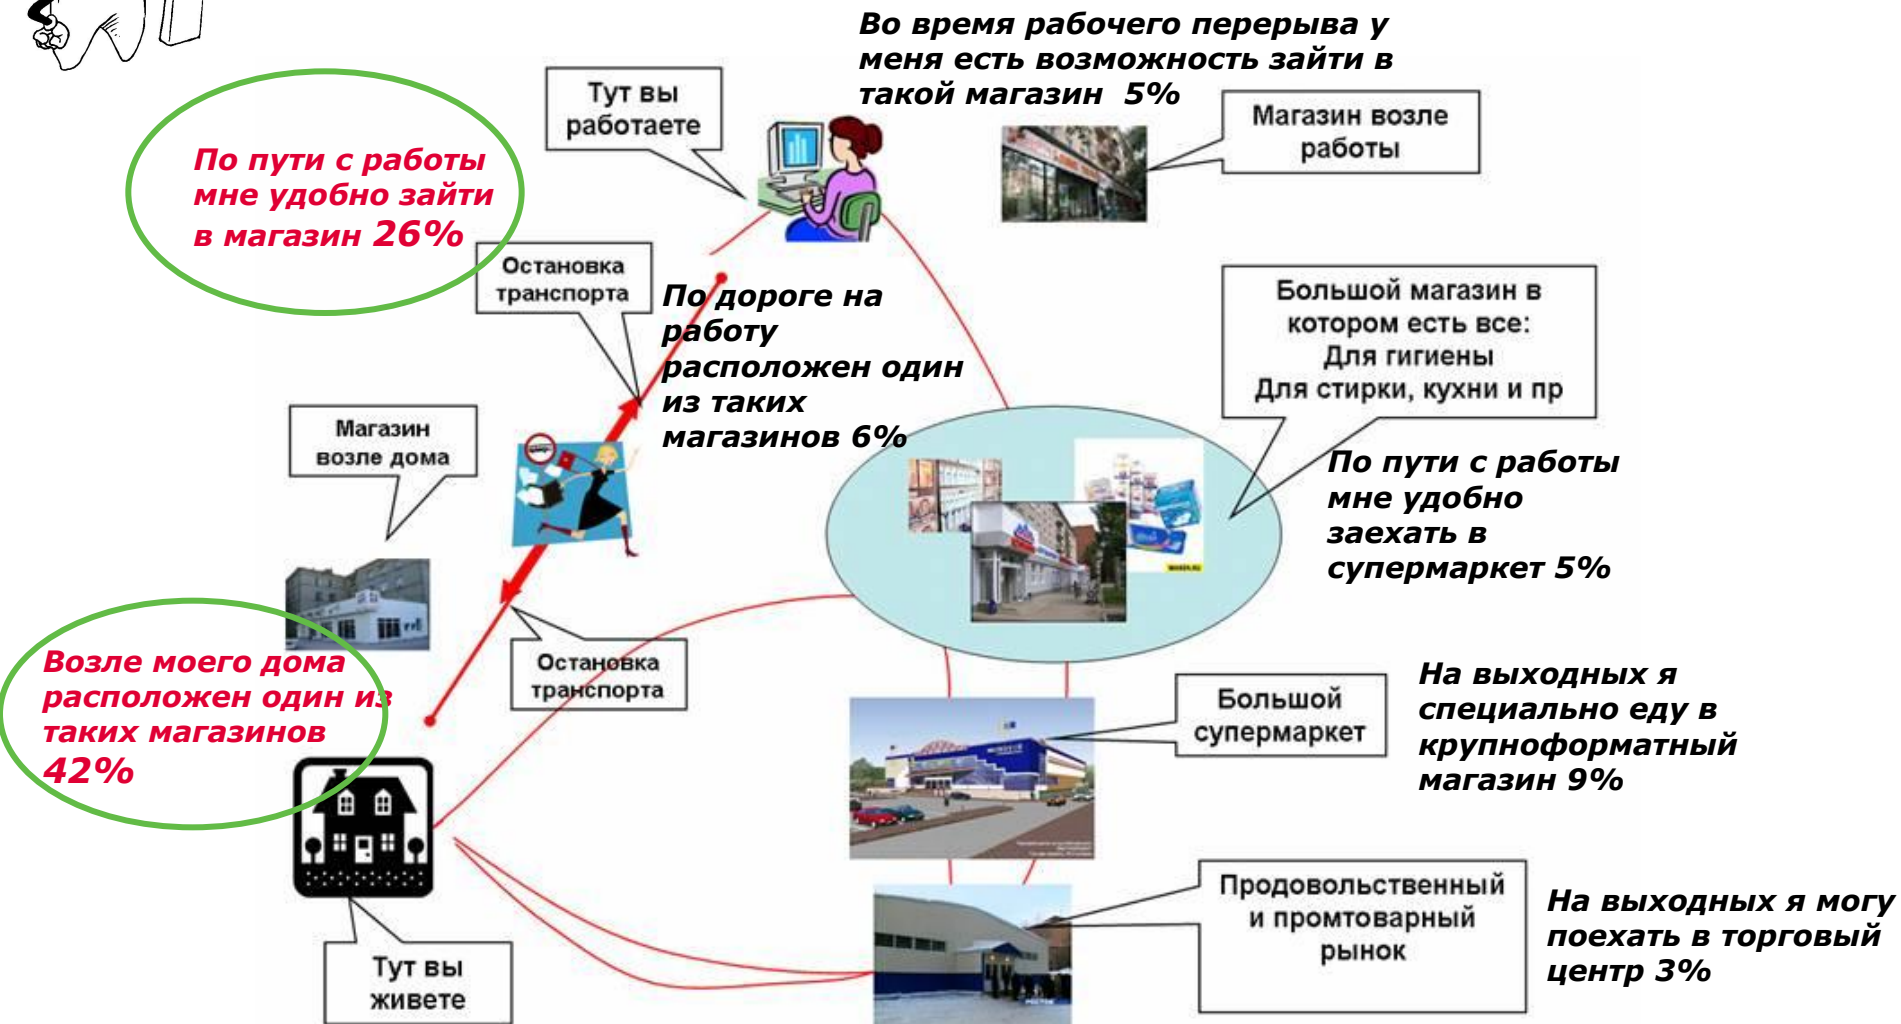 Во время рабочего перерыва у
меня есть возможность зайти в
такой магазин 5%
Тут вы
работаете
Магазин возле
работы
По пути с работы
мне удобно зайти
в магазин 26%
Остановка
транспорта
По дороге на
работу
расположен один
из таких
магазинов 6%
Большой магазин в
котором есть все:
Для гигиены
Для стирки, кухни и пр
Магазин
возле дома
По пути с работы
мне удобно
заехать в
супермаркет 5%
Возле моего дома
расположен один из
таких магазинов
42%
Остановка
транспорта
Большой
супермаркет
На выходных я
специально еду в
крупноформатный
магазин 9%
Продовольственный
и промтоварный
рынок
На выходных я могу
поехать в торговый
центр 3%
Тут вы
живете